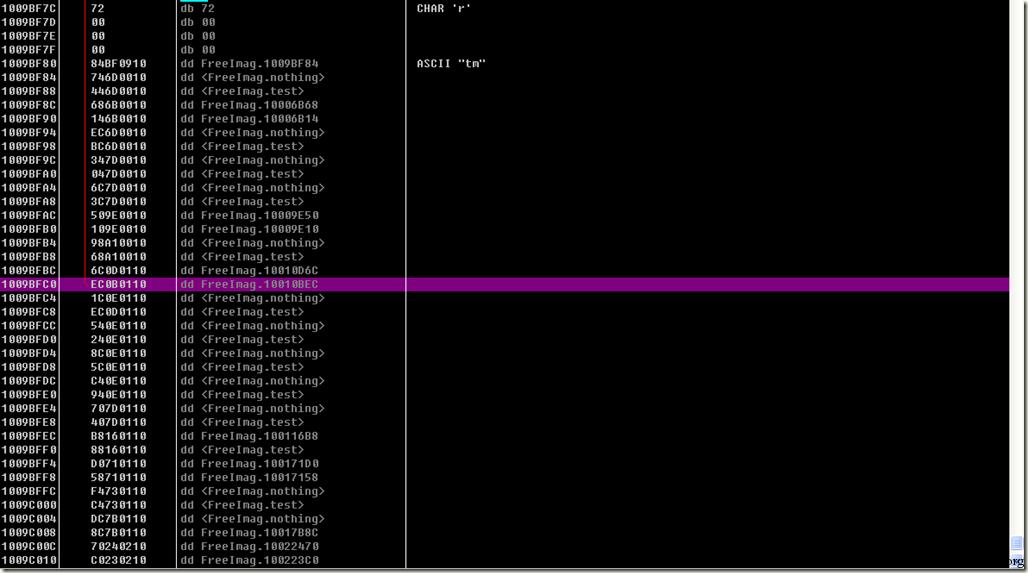 1009BF7C 72 db 72 CHAR 'r'
1009BF7D 00 db 00
1009BF7E 00 db 00
1009BF7F 00 db 00
1009BF80 84BF0910 dd FreeImag.1009BF84 ASCII "tm"
1009BF84 746D0010 dd <FreeImag.nothing>
1009BF88 446D0010 dd <FreeImag.test>
1009BF8C 686B0010 dd FreeImag.10006B68
1009BF90 146B0010 dd FreeImag.10006B14
1009BF94 EC6D0010 dd <FreeImag.nothing>
1009BF98 BC6D0010 dd <FreeImag.test>
1009BF9C 347D0010 dd <FreeImag.nothing>
1009BFA0 047D0010 dd <FreeImag.test>
1009BFA4 6C7D0010 dd <FreeImag.nothing>
1009BFA8 3C7D0010 dd <FreeImag.test>
1009BFAC 509E0010 dd FreeImag.10009E50
1009BFB0 109E0010 dd FreeImag.10009E10
1009BFB4 98A10010 dd <FreeImag.nothing>
1009BFB8 68A10010 dd <FreeImag.test>
1009BFBC 6C0D0110 dd FreeImag.10010D6C
1009BFC0 EC0B0110 dd FreeImag.10010BEC
1009BFC4 1C0E0110 dd <FreeImag.nothing>
1009BFC8 EC0D0110 dd <FreeImag.test>
1009BFCC 540E0110 dd <FreeImag.nothing>
1009BFD0 240E0110 dd <FreeImag.test>
1009BFD4 8C0E0110 dd <FreeImag.nothing>
1009BFD8 5C0E0110 dd <FreeImag.test>
1009BFDC C40E0110 dd <FreeImag.nothing>
1009BFE0 940E0110 dd <FreeImag.test>
1009BFE4 707D0110 dd <FreeImag.nothing>
1009BFE8 407D0110 dd <FreeImag.test>
1009BFEC B8160110 dd FreeImag.100116B8
1009BFF0 88160110 dd <FreeImag.test>
1009BFF4 D0710110 dd FreeImag.100171D0
1009BFF8 58710110 dd FreeImag.10017158
1009BFFC F4730110 dd <FreeImag.nothing>
1009C000 C4730110 dd <FreeImag.test>
1009C004 DC7B0110 dd <FreeImag.nothing>
1009C008 8C7B0110 dd FreeImag.10017B8C
1009C00C 70240210 dd FreeImag.10022470
1009C010 C0230210 dd FreeImag.100223C0
org